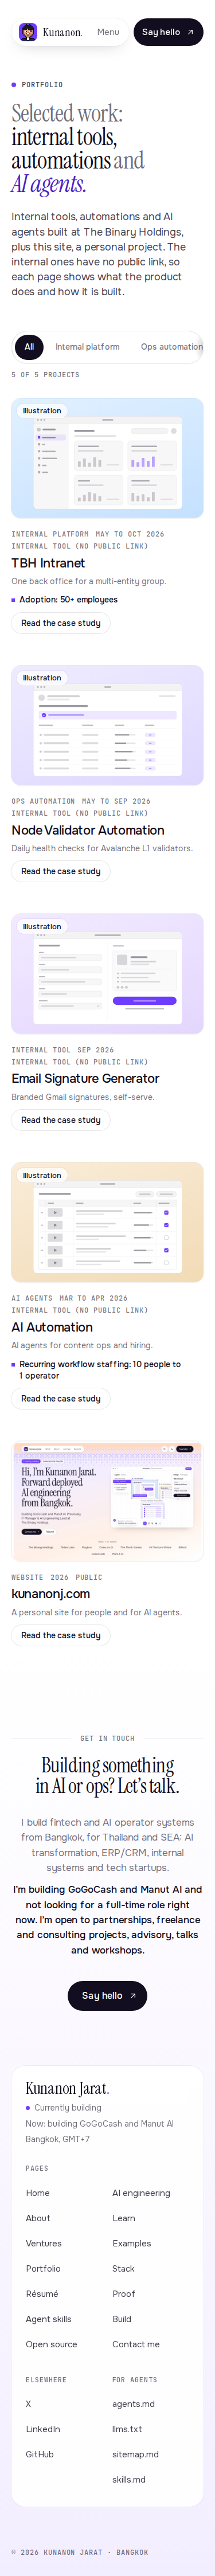 Kunanon.
Menu
Say hello
PORTFOLIO
Selected work:
internal tools,
automations and
AI agents.
Internal tools, automations and AI
agents built at The Binary Holdings,
plus this site, a personal project. The
internal ones have no public link, so
each page shows what the product
does and how it is built.
All
Internal platform
Ops automation
5 OF 5 PROJECTS
Illustration
INTERNAL PLATFORM MAY TO OCT 2026
INTERNAL TOOL (NO PUBLIC LINK)
TBH Intranet
One back office for a multi-entity group.
Adoption: 50+ employees
Read the case study
Illustration
OPS AUTOMATION MAY TO SEP 2026
INTERNAL TOOL (NO PUBLIC LINK)
Node Validator Automation
Daily health checks for Avalanche L1 validators.
Read the case study
Illustration
INTERNAL TOOL SEP 2026
INTERNAL TOOL (NO PUBLIC LINK)
Email Signature Generator
Branded Gmail signatures, self-serve.
Read the case study
Illustration
AI AGENTS MAR TO APR 2026
INTERNAL TOOL (NO PUBLIC LINK)
AI Automation
AI agents for content ops and hiring.
Recurring workflow staffing: 10 people to
1 operator
Read the case study
Hi, I'm Kunanon Jarat.
Forward deployed
AI engineering
from Bangkok.
WEBSITE 2026 PUBLIC
kunanonj.com
A personal site for people and for AI agents.
Read the case study
GET IN TOUCH
Building something
in AI or ops? Let's talk.
I build fintech and AI operator systems
from Bangkok, for Thailand and SEA: AI
transformation, ERP/CRM, internal
systems and tech startups.
I'm building GoGoCash and Manut AI and
not looking for a full-time role right
now. I'm open to partnerships, freelance
and consulting projects, advisory, talks
and workshops.
Say hello
Kunanon Jarat.
Currently building
Now: building GoGoCash and Manut AI
Bangkok, GMT+7
PAGES
Home
AI engineering
About
Learn
Ventures
Examples
Portfolio
Stack
Résumé
Proof
Agent skills
Build
Open source
Contact me
ELSEWHERE
FOR AGENTS
X
agents.md
LinkedIn
llms.txt
GitHub
sitemap.md
skills.md
© 2026 KUNANON JARAT · BANGKOK